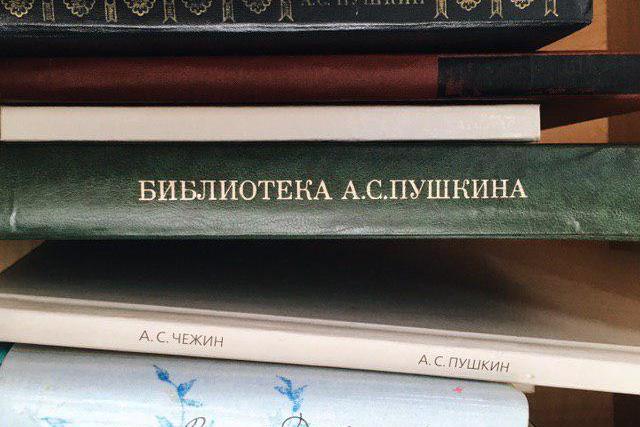 А.С. ПУШКИН
БИБЛИОТЕКА А.С.ПУШКИНА
А. С. ЧЕЖИН
А. С. ПУШКИН